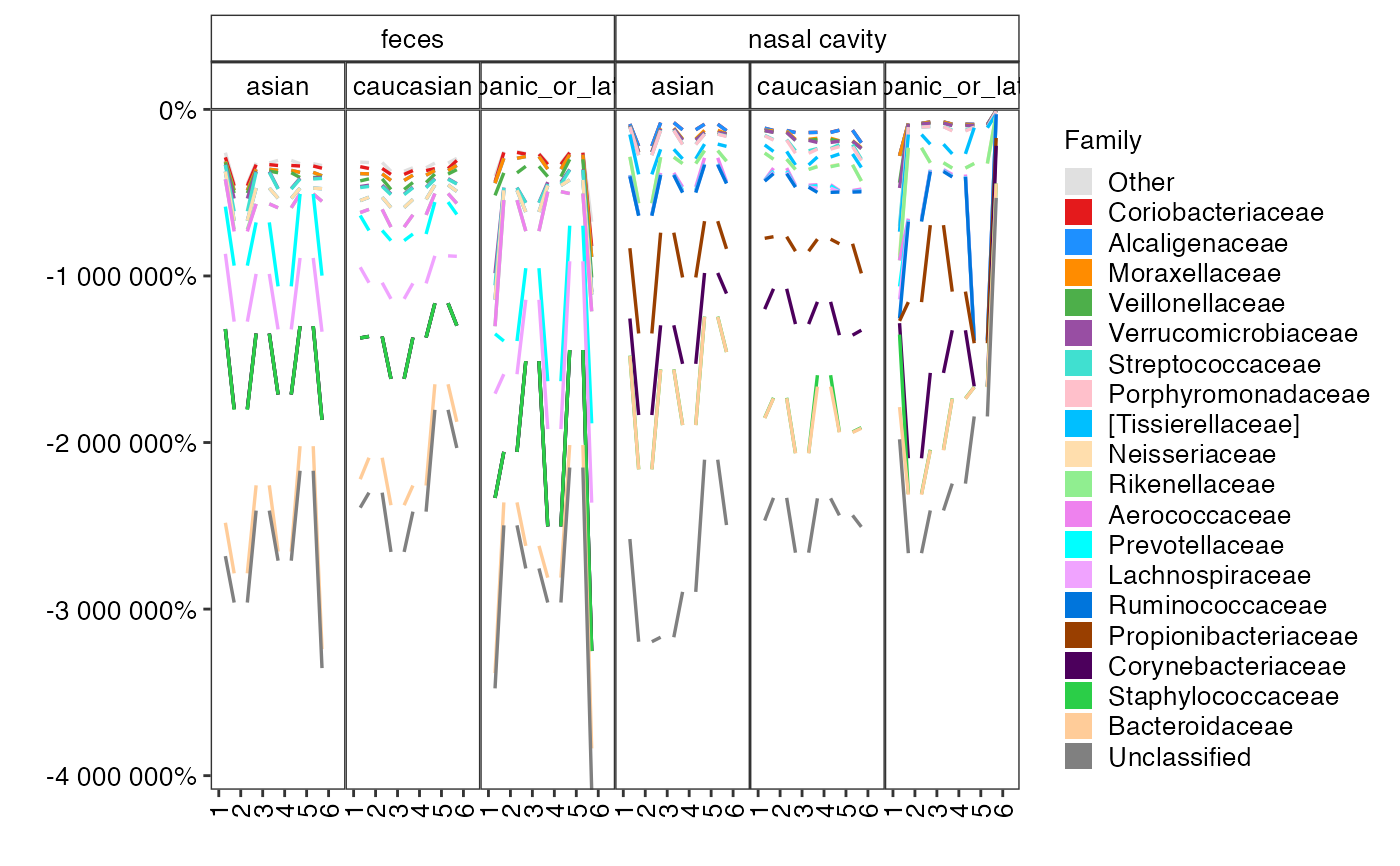 feces nasal cavity
asian caucasian panic_or_lat asian caucasian panic_or_lat
0%
-1 000 000%
-2 000 000%
-3 000 000%
-4 000 000%
1 2 3 4 5 6 1 2 3 4 5 6 1 2 3 4 5 6 1 2 3 4 5 6 1 2 3 4 5 6 1 2 3 4 5 6
Family
Other
Coriobacteriaceae
Alcaligenaceae
Moraxellaceae
Veillonellaceae
Verrucomicrobiaceae
Streptococcaceae
Porphyromonadaceae
[Tissierellaceae]
Neisseriaceae
Rikenellaceae
Aerococcaceae
Prevotellaceae
Lachnospiraceae
Ruminococcaceae
Propionibacteriaceae
Corynebacteriaceae
Staphylococcaceae
Bacteroidaceae
Unclassified